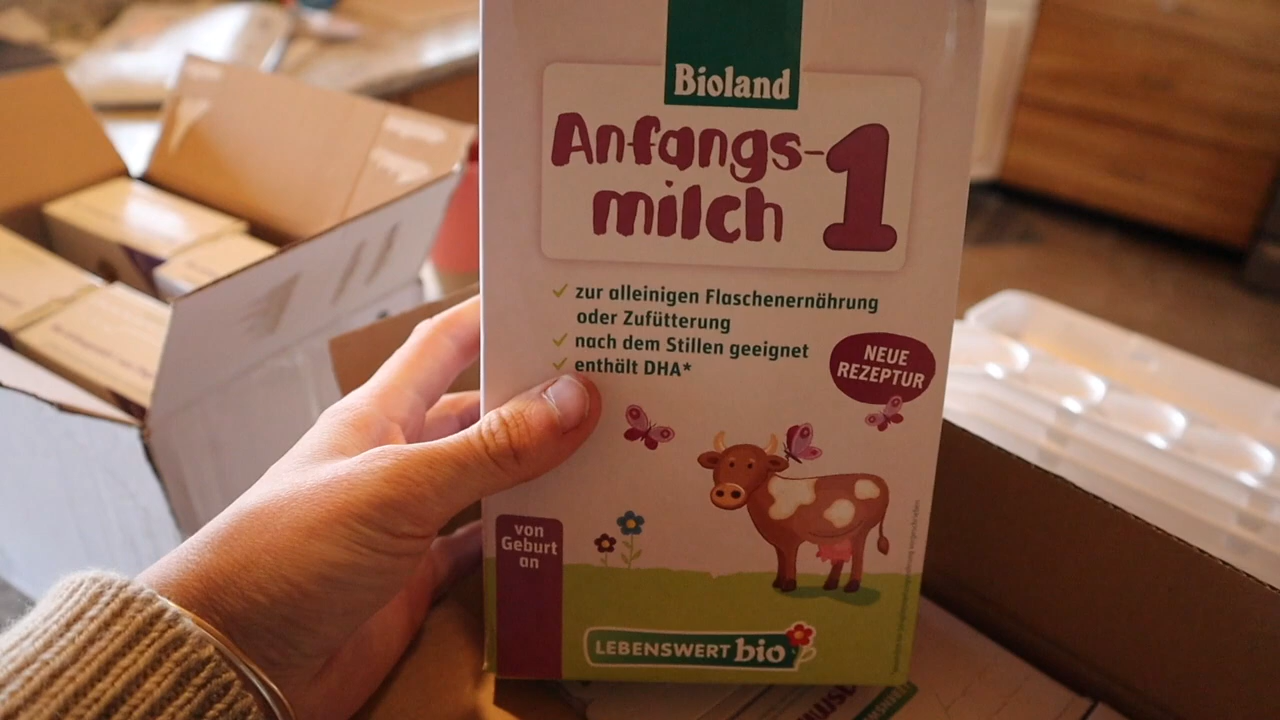 Bioland
Anfangs-
milch
1
zur alleinigen Flaschenernährung
oder Zufütterung
nach dem Stillen geeignet
enthält DHA*
NEUE
REZEPTUR
von
Geburt
an
LEBENSWERT bio